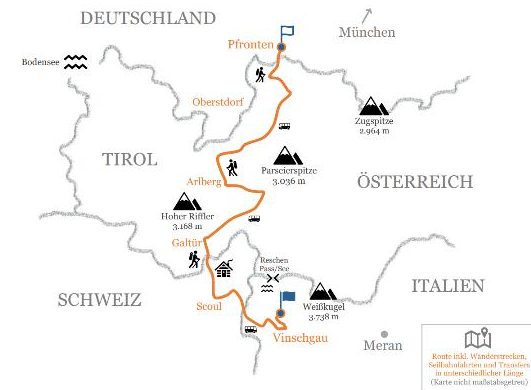 DEUTSCHLAND
München
Pfronten
Bodensee
Oberstdorf
Zugspitze
2.964 m
TIROL
Parseierspitze
3.036 m
Arlberg
ÖSTERREICH
Hoher Riffler
3.168 m
Galtür
Reschen
Pass/See
SCHWEIZ
Scuol
Weißkugel
3.738 m
ITALIEN
Vinschgau
Meran
Route inkl. Wanderstrecken,
Seilbahnfahrten und Transfers
in unterschiedlicher Länge
(Karte nicht maßstabsgetreu)